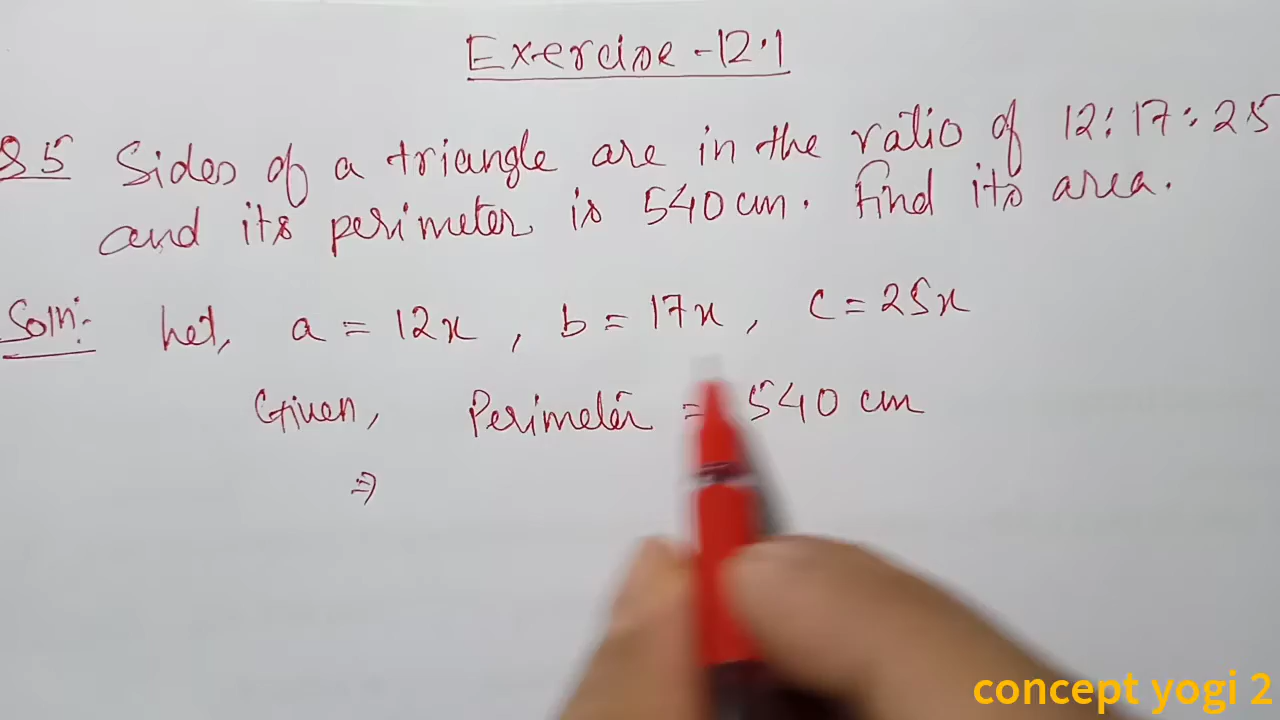 Exercise-12.1
Q5 Sides of a triangle are in the ratio of 12:17:25
and its perimeter is 540 cm. Find its area.
Soln:- Let, a = 12x , b = 17x , c = 25x
Given, Perimeter = 540 cm
⇒
concept yogi 2